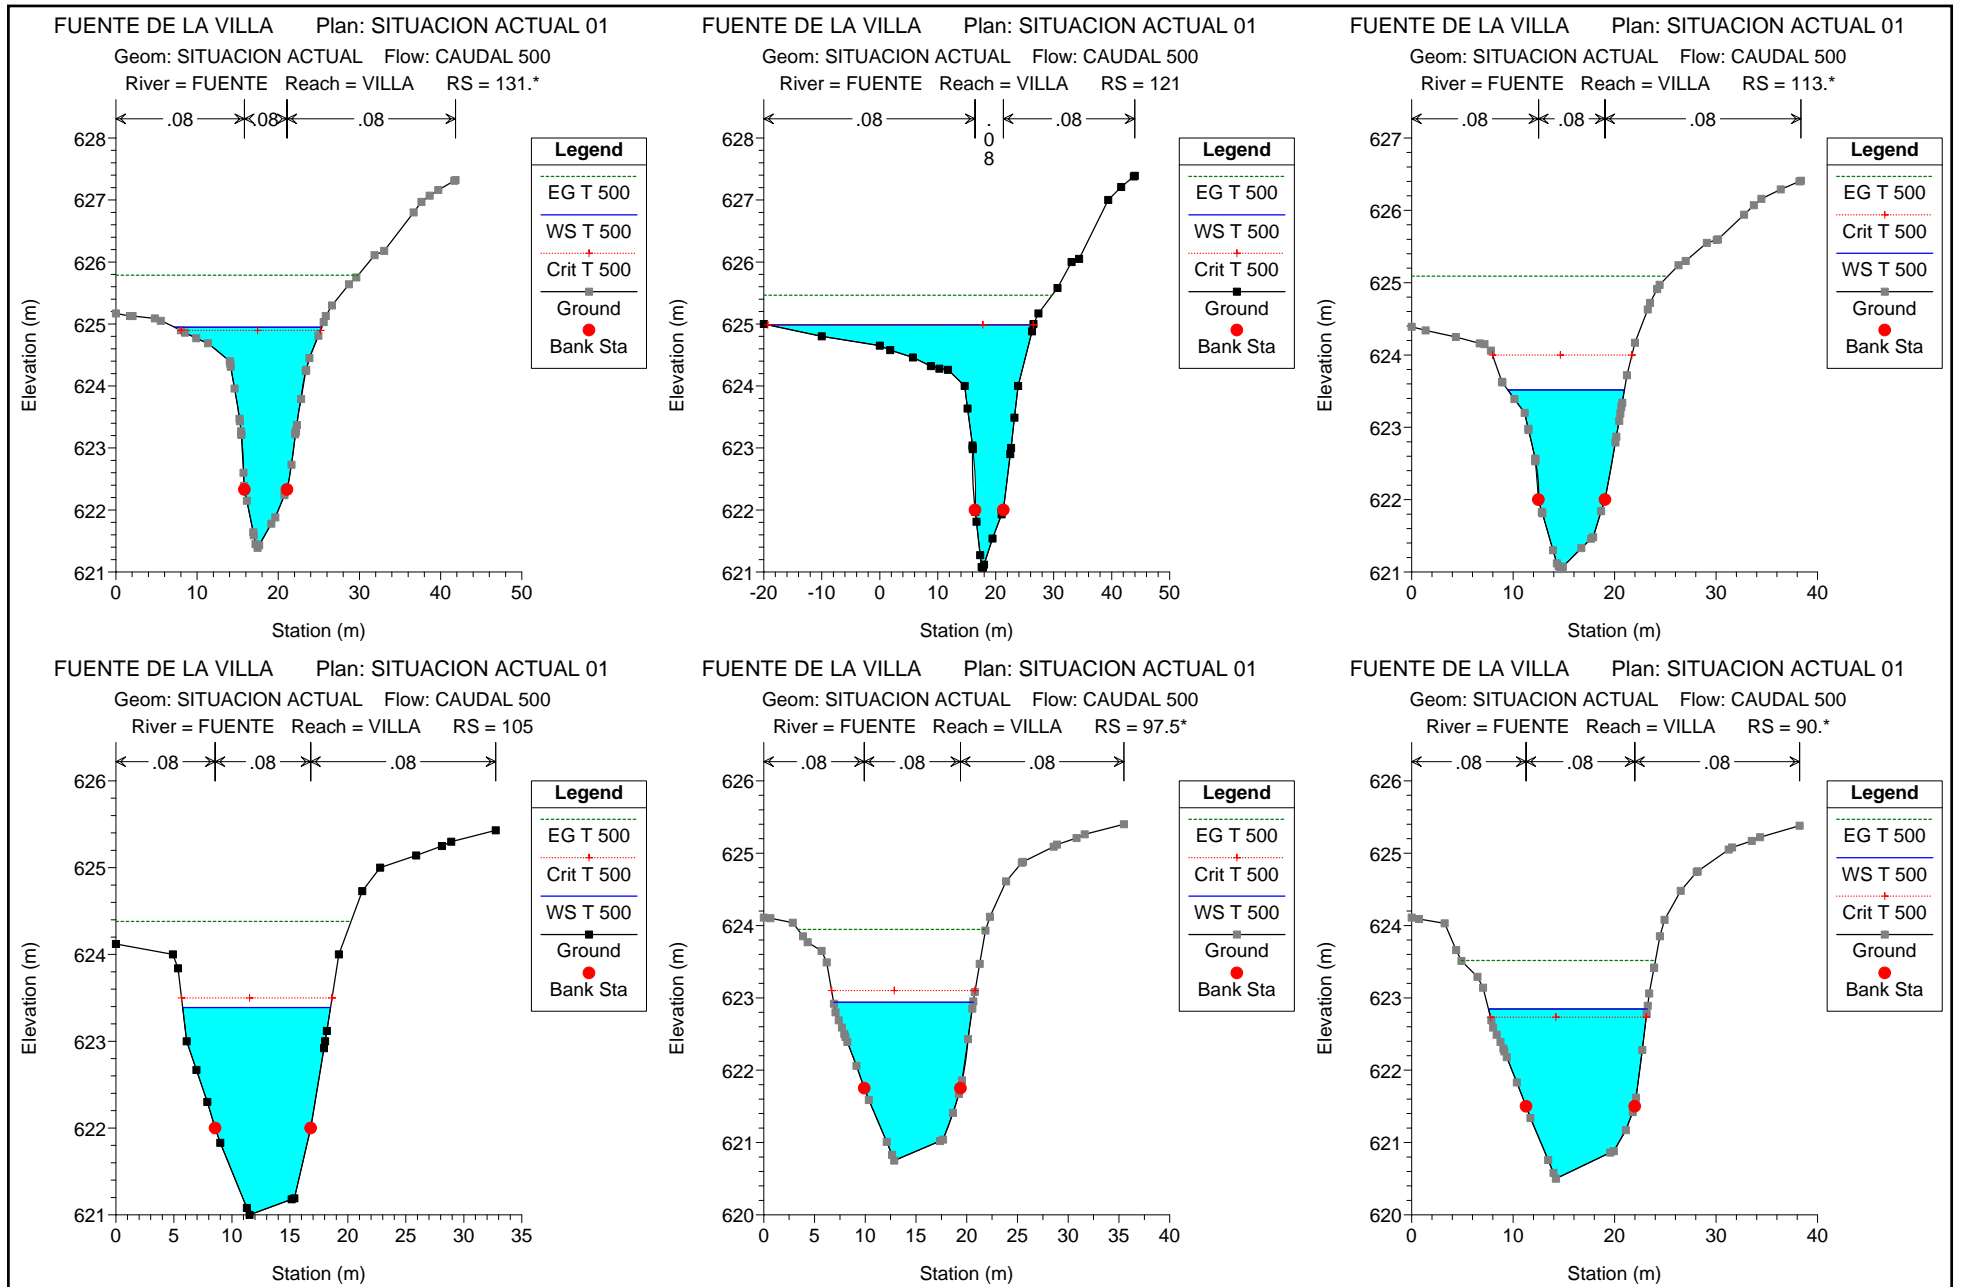 FUENTE DE LA VILLA Plan: SITUACION ACTUAL 01
Geom: SITUACION ACTUAL Flow: CAUDAL 500
River = FUENTE Reach = VILLA RS = 131.*
.08 .08 .08
628
627
626
625
624
623
622
621
0 10 20 30 40 50
Station (m)
Elevation (m)
Legend
EG T 500
WS T 500
Crit T 500
Ground
Bank Sta
FUENTE DE LA VILLA Plan: SITUACION ACTUAL 01
Geom: SITUACION ACTUAL Flow: CAUDAL 500
River = FUENTE Reach = VILLA RS = 121
.08 .08 .08
628
627
626
625
624
623
622
621
-20 -10 0 10 20 30 40 50
Station (m)
Elevation (m)
Legend
EG T 500
WS T 500
Crit T 500
Ground
Bank Sta
FUENTE DE LA VILLA Plan: SITUACION ACTUAL 01
Geom: SITUACION ACTUAL Flow: CAUDAL 500
River = FUENTE Reach = VILLA RS = 113.*
.08 .08 .08
627
626
625
624
623
622
621
0 10 20 30 40
Station (m)
Elevation (m)
Legend
EG T 500
Crit T 500
WS T 500
Ground
Bank Sta
FUENTE DE LA VILLA Plan: SITUACION ACTUAL 01
Geom: SITUACION ACTUAL Flow: CAUDAL 500
River = FUENTE Reach = VILLA RS = 105
.08 .08 .08
626
625
624
623
622
621
0 5 10 15 20 25 30 35
Station (m)
Elevation (m)
Legend
EG T 500
Crit T 500
WS T 500
Ground
Bank Sta
FUENTE DE LA VILLA Plan: SITUACION ACTUAL 01
Geom: SITUACION ACTUAL Flow: CAUDAL 500
River = FUENTE Reach = VILLA RS = 97.5*
.08 .08 .08
626
625
624
623
622
621
620
0 5 10 15 20 25 30 35 40
Station (m)
Elevation (m)
Legend
EG T 500
Crit T 500
WS T 500
Ground
Bank Sta
FUENTE DE LA VILLA Plan: SITUACION ACTUAL 01
Geom: SITUACION ACTUAL Flow: CAUDAL 500
River = FUENTE Reach = VILLA RS = 90.*
.08 .08 .08
626
625
624
623
622
621
620
0 10 20 30 40
Station (m)
Elevation (m)
Legend
EG T 500
WS T 500
Crit T 500
Ground
Bank Sta